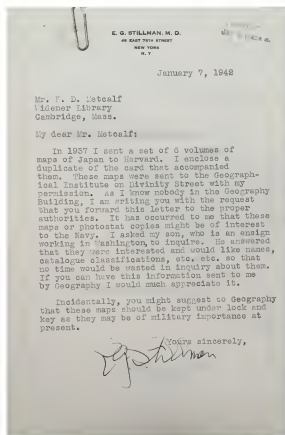 E. G. STILLMAN, M. D.
45 EAST 75TH STREET
NEW YORK
N. Y
January 7, 1942
Mr. K. D. Metcalf
Widener Library
Cambridge, Mass.
My dear Mr. Metcalf:
In 1937 I sent a set of 6 volumes of
maps of Japan to Harvard. I enclose a
duplicate of the card that accompanied
them. These maps were sent to the Geograph-
ical Institute on Divinity Street with my
permission. As I know nobody in the Geography
Building, I am writing you with the request
that you forward this letter to the proper
authorities. It has occurred to me that these
maps or photostat copies might be of interest
to the Navy. I asked my son, who is an ensign
working in Washington, to inquire. He answered
that they were interested and would like names,
catalogue classifications, etc. etc. so that
no time would be wasted in inquiry about them.
If you can have this information sent to me
by Geography I would much appreciate it.
Incidentally, you might suggest to Geography
that these maps should be kept under lock and
key as they may be of military importance at
present.
Yours sincerely,
E.G. Stillman